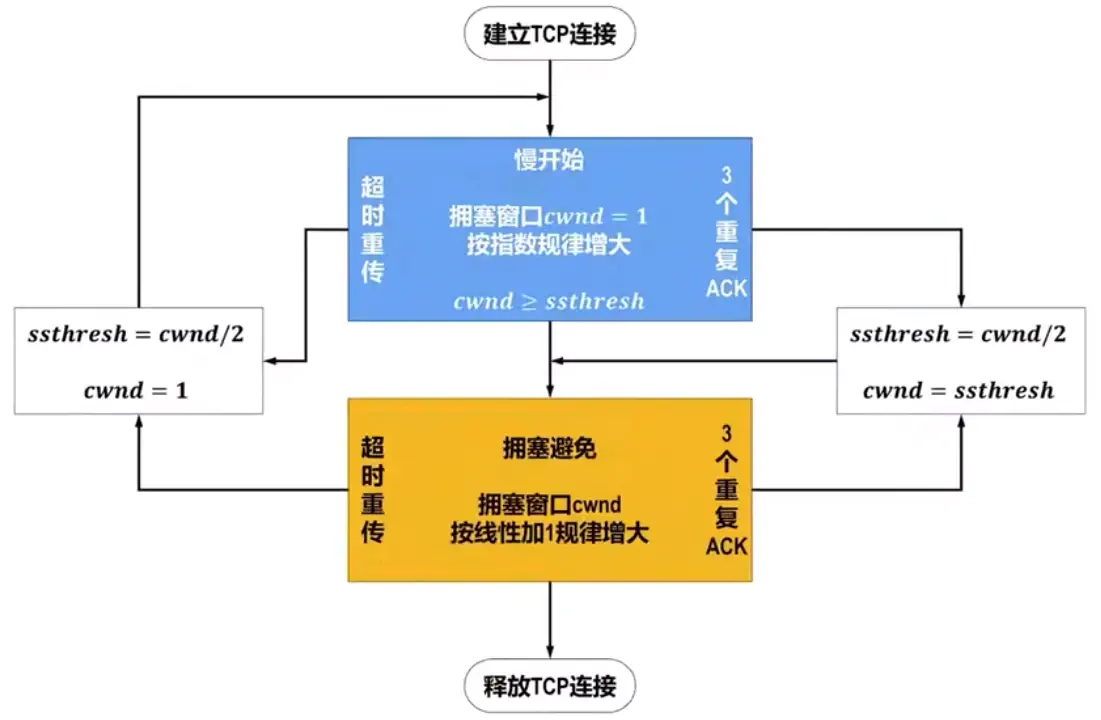 建立TCP连接
慢开始
超时重传
拥塞窗口cwnd = 1
按指数规律增大
cwnd ≥ ssthresh
3个重复ACK
ssthresh = cwnd/2
cwnd = 1
ssthresh = cwnd/2
cwnd = ssthresh
超时重传
拥塞避免
拥塞窗口cwnd
按线性加1规律增大
3个重复ACK
释放TCP连接